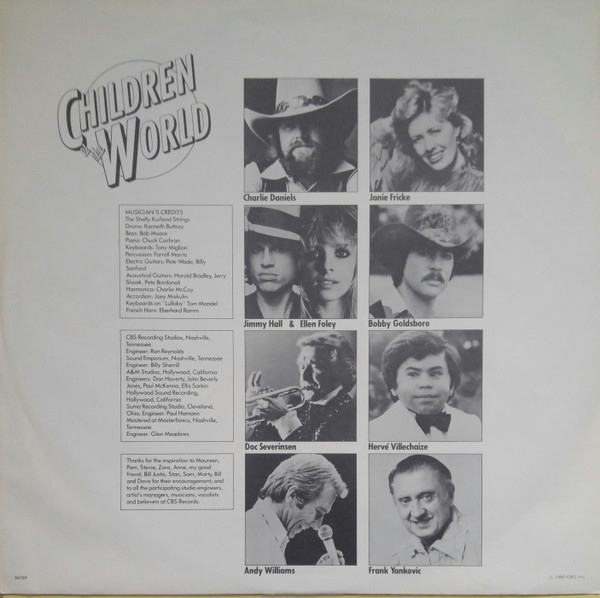 CHILDREN
of the
WORLD
MUSICIAN'S CREDITS
The Shelly Kurland Strings
Drums: Kenneth Buttrey
Bass: Bob Moore
Piano: Chuck Cochran
Keyboards: Tony Migliori
Percussion: Farrell Morris
Electric Guitars: Pete Wade, Billy
Sanford
Acoustical Guitars: Harold Bradley, Jerry
Shook, Pete Bordonali
Harmonica: Charlie McCoy
Accordion: Joey Miskulin
Keyboards on "Lullaby" Tom Mandel
French Horn: Eberhard Ramm
CBS Recording Studios, Nashville,
Tennessee
Engineer: Ron Reynolds
Sound Emporium, Nashville, Tennessee
Engineer: Billy Sherrill
A&M Studios, Hollywood, California
Engineers: Don Haverty, John Beverly
Jones, Paul McKenna, Ellis Sorkin
Hollywood Sound Recording,
Hollywood, California
Suma Recording Studio, Cleveland,
Ohio; Engineer: Paul Hamann
Mastered at Masterfonics, Nashville,
Tennessee
Engineer: Glen Meadows
Thanks for the inspiration to Maureen,
Pam, Stevie, Zora, Anne, my good
friend, Bill Justis, Stan, Sam, Marty, Bill
and Dave for their encouragement, and
to all the participating studio engineers,
artist's managers, musicians, vocalists
and believers at CBS Records.
Charlie Daniels
Janie Fricke
Jimmy Hall & Ellen Foley
Bobby Goldsboro
Doc Severinsen
Hervé Villechaize
Andy Williams
Frank Yankovic
1980 CBS Inc.